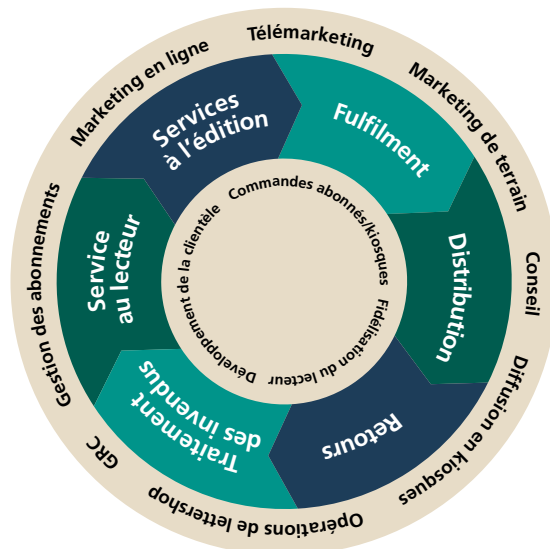 Télémarketing
Marketing de terrain
Conseil
Diffusion en kiosques
Opérations de lettershop
GRC
Gestion des abonnements
Marketing en ligne
Services
à l'édition
Fulfilment
Distribution
Retours
Traitement
des invendus
Service
au lecteur
Commandes abonnés/kiosques
Fidélisation du lecteur
Développement de la clientèle